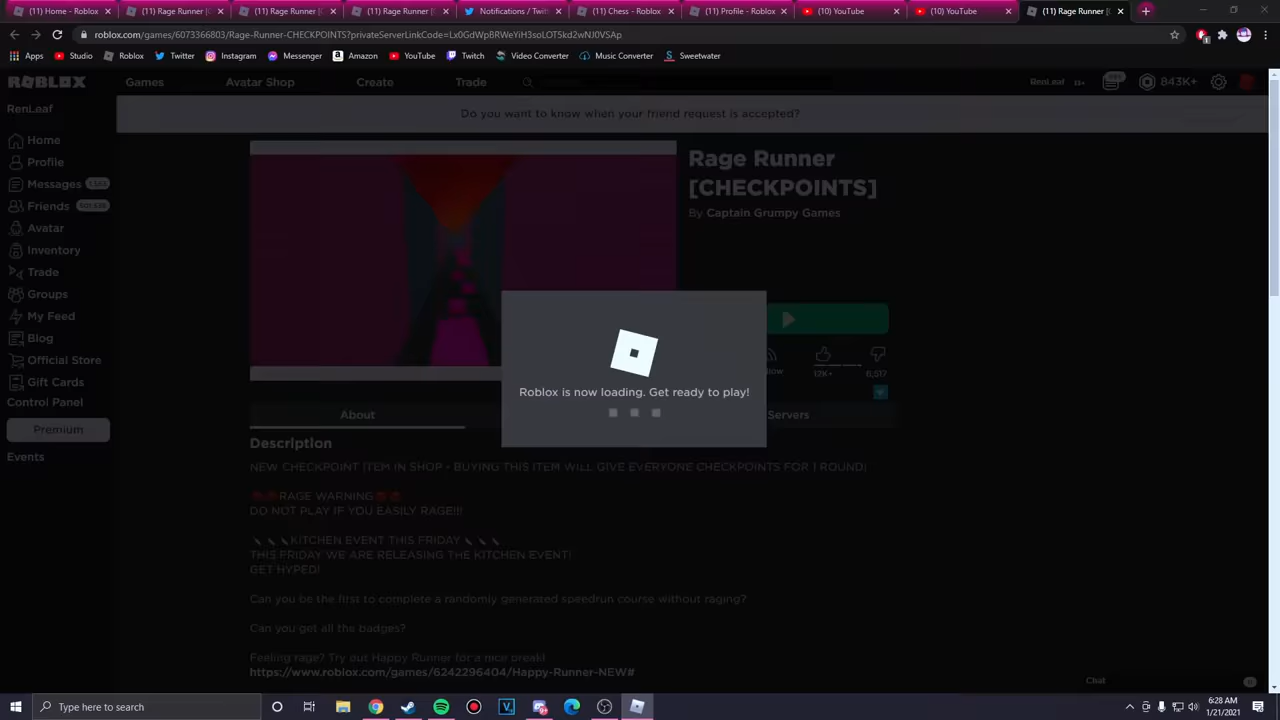 (11) Home - Roblox
(11) Rage Runner [
(11) Rage Runner [
(11) Rage Runner [
Notifications / Twit
(11) Chess - Roblox
(11) Profile - Roblox
(10) YouTube
(10) YouTube
(11) Rage Runner [
roblox.com/games/6073366803/Rage-Runner-CHECKPOINTS?privateServerLinkCode=Lx0GdWpBRWeYiH3soLOT5kd2wNJ0VSAp
Apps Studio Roblox Twitter Instagram Messenger Amazon YouTube Twitch Video Converter Music Converter Sweetwater
ROBLOX Games Avatar Shop Create Trade RenLeaf 13+ 843K+
RenLeaf
Do you want to know when your friend request is accepted?
Home
Profile
Messages
Friends
Avatar
Inventory
Trade
Groups
My Feed
Blog
Official Store
Gift Cards
Control Panel
Premium
Events
Rage Runner
[CHECKPOINTS]
By Captain Grumpy Games
12K+ 6,517
Roblox is now loading. Get ready to play!
About Servers
Description
NEW CHECKPOINT ITEM IN SHOP - BUYING THIS ITEM WILL GIVE EVERYONE CHECKPOINTS FOR 1 ROUND!
RAGE WARNING
DO NOT PLAY IF YOU EASILY RAGE!!!
KITCHEN EVENT THIS FRIDAY
THIS FRIDAY WE ARE RELEASING THE KITCHEN EVENT!
GET HYPED!
Can you be the first to complete a randomly generated speedrun course without raging?
Can you get all the badges?
Feeling rage? Try out Happy Runner for a nice break!
https://www.roblox.com/games/6242296404/Happy-Runner-NEW#
Chat
Type here to search
6:28 AM
1/21/2021